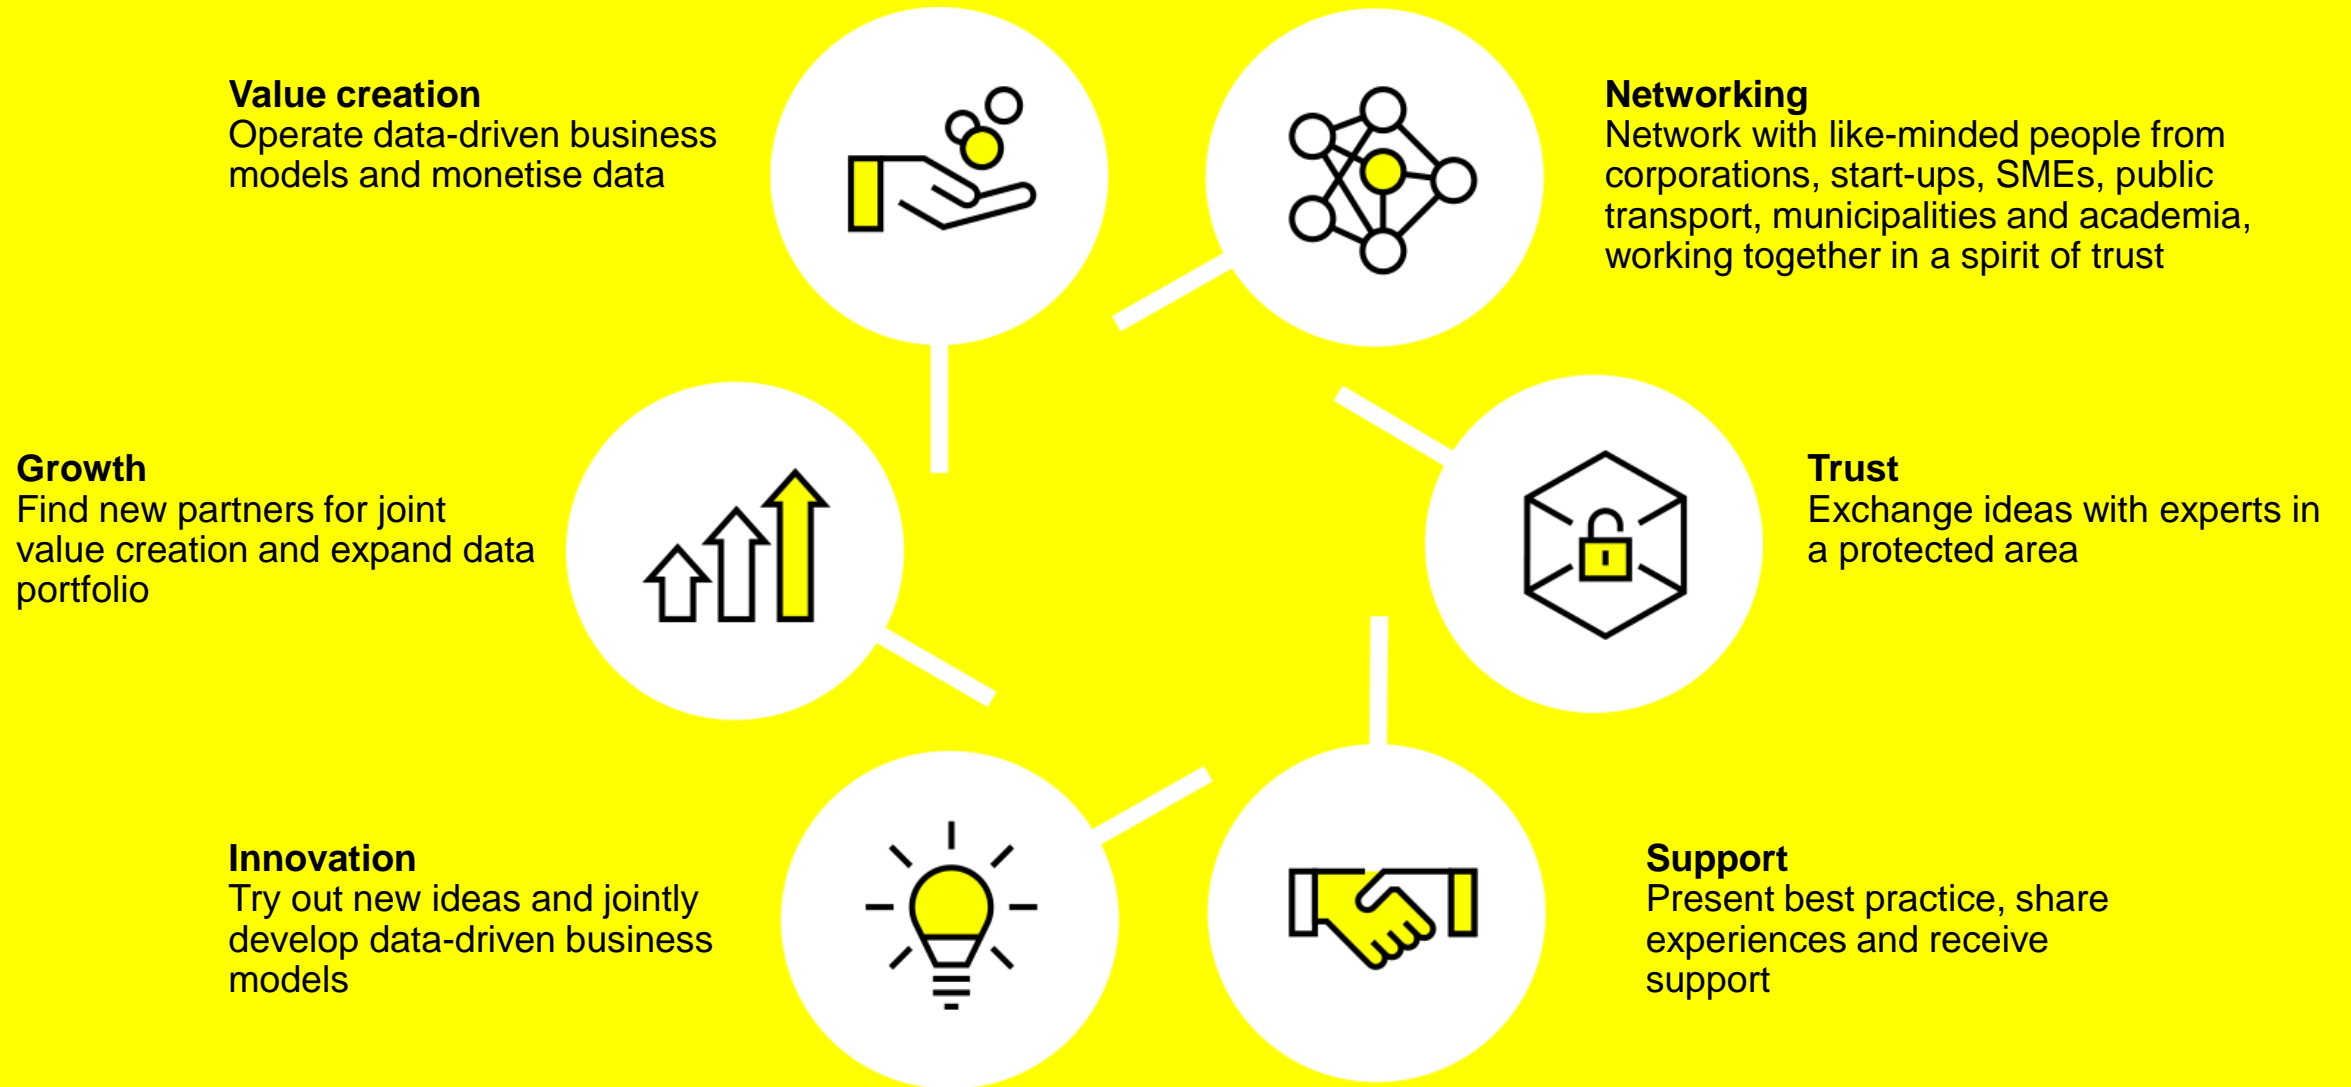 Value creation
Operate data-driven business
models and monetise data
Networking
Network with like-minded people from
corporations, start-ups, SMEs, public
transport, municipalities and academia,
working together in a spirit of trust
Growth
Find new partners for joint
value creation and expand data
portfolio
Trust
Exchange ideas with experts in
a protected area
Innovation
Try out new ideas and jointly
develop data-driven business
models
Support
Present best practice, share
experiences and receive
support